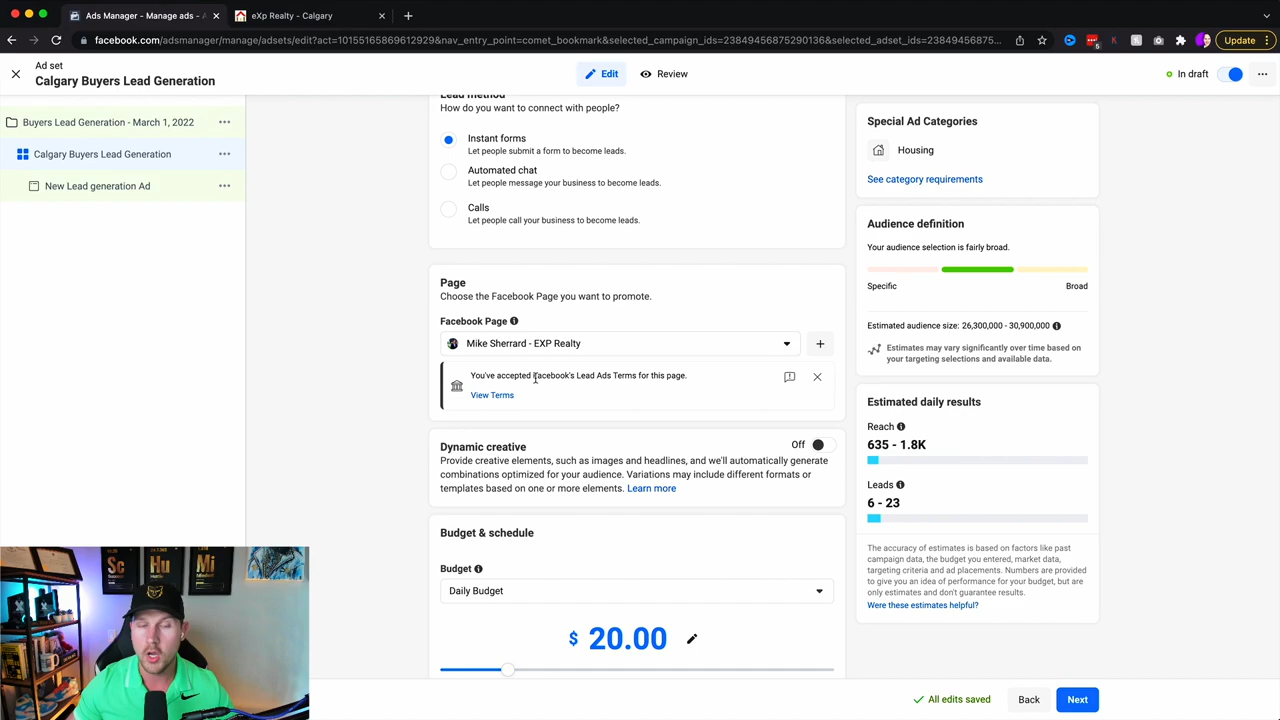 Ads Manager - Manage ads - A
eXp Realty - Calgary
facebook.com/adsmanager/manage/adsets/edit?act=10155165869612929&nav_entry_point=comet_bookmark&selected_campaign_ids=23849456875290136&selected_adset_ids=23849456875...
5
Update
Ad set
Calgary Buyers Lead Generation
Edit
Review
In draft
Buyers Lead Generation - March 1, 2022
Calgary Buyers Lead Generation
New Lead generation Ad
Lead method
How do you want to connect with people?
Instant forms
Let people submit a form to become leads.
Automated chat
Let people message your business to become leads.
Calls
Let people call your business to become leads.
Page
Choose the Facebook Page you want to promote.
Facebook Page
Mike Sherrard - EXP Realty
You've accepted Facebook's Lead Ads Terms for this page.
View Terms
Dynamic creative
Off
Provide creative elements, such as images and headlines, and we'll automatically generate
combinations optimized for your audience. Variations may include different formats or
templates based on one or more elements. Learn more
Budget & schedule
Budget
Daily Budget
$ 20.00
Special Ad Categories
Housing
See category requirements
Audience definition
Your audience selection is fairly broad.
Specific
Broad
Estimated audience size: 26,300,000 - 30,900,000
Estimates may vary significantly over time based on
your targeting selections and available data.
Estimated daily results
Reach
635 - 1.8K
Leads
6 - 23
The accuracy of estimates is based on factors like past
campaign data, the budget you entered, market data,
targeting criteria and ad placements. Numbers are provided
to give you an idea of performance for your budget, but are
only estimates and don't guarantee results.
Were these estimates helpful?
Sc
Hu
Mi
All edits saved
Back
Next